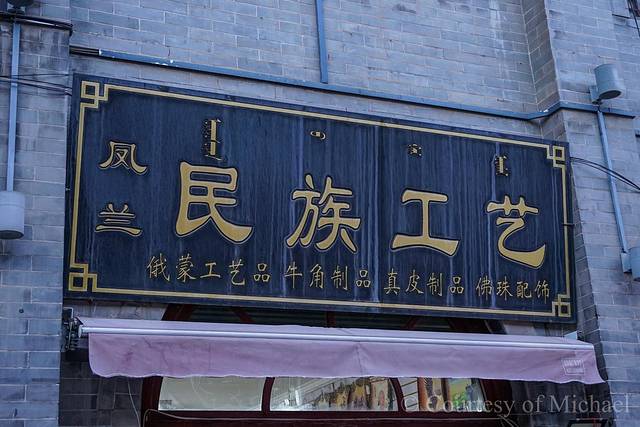 凤兰
民族工艺
俄蒙工艺品 牛角制品 真皮制品 佛珠配饰
© Courtesy of Michael